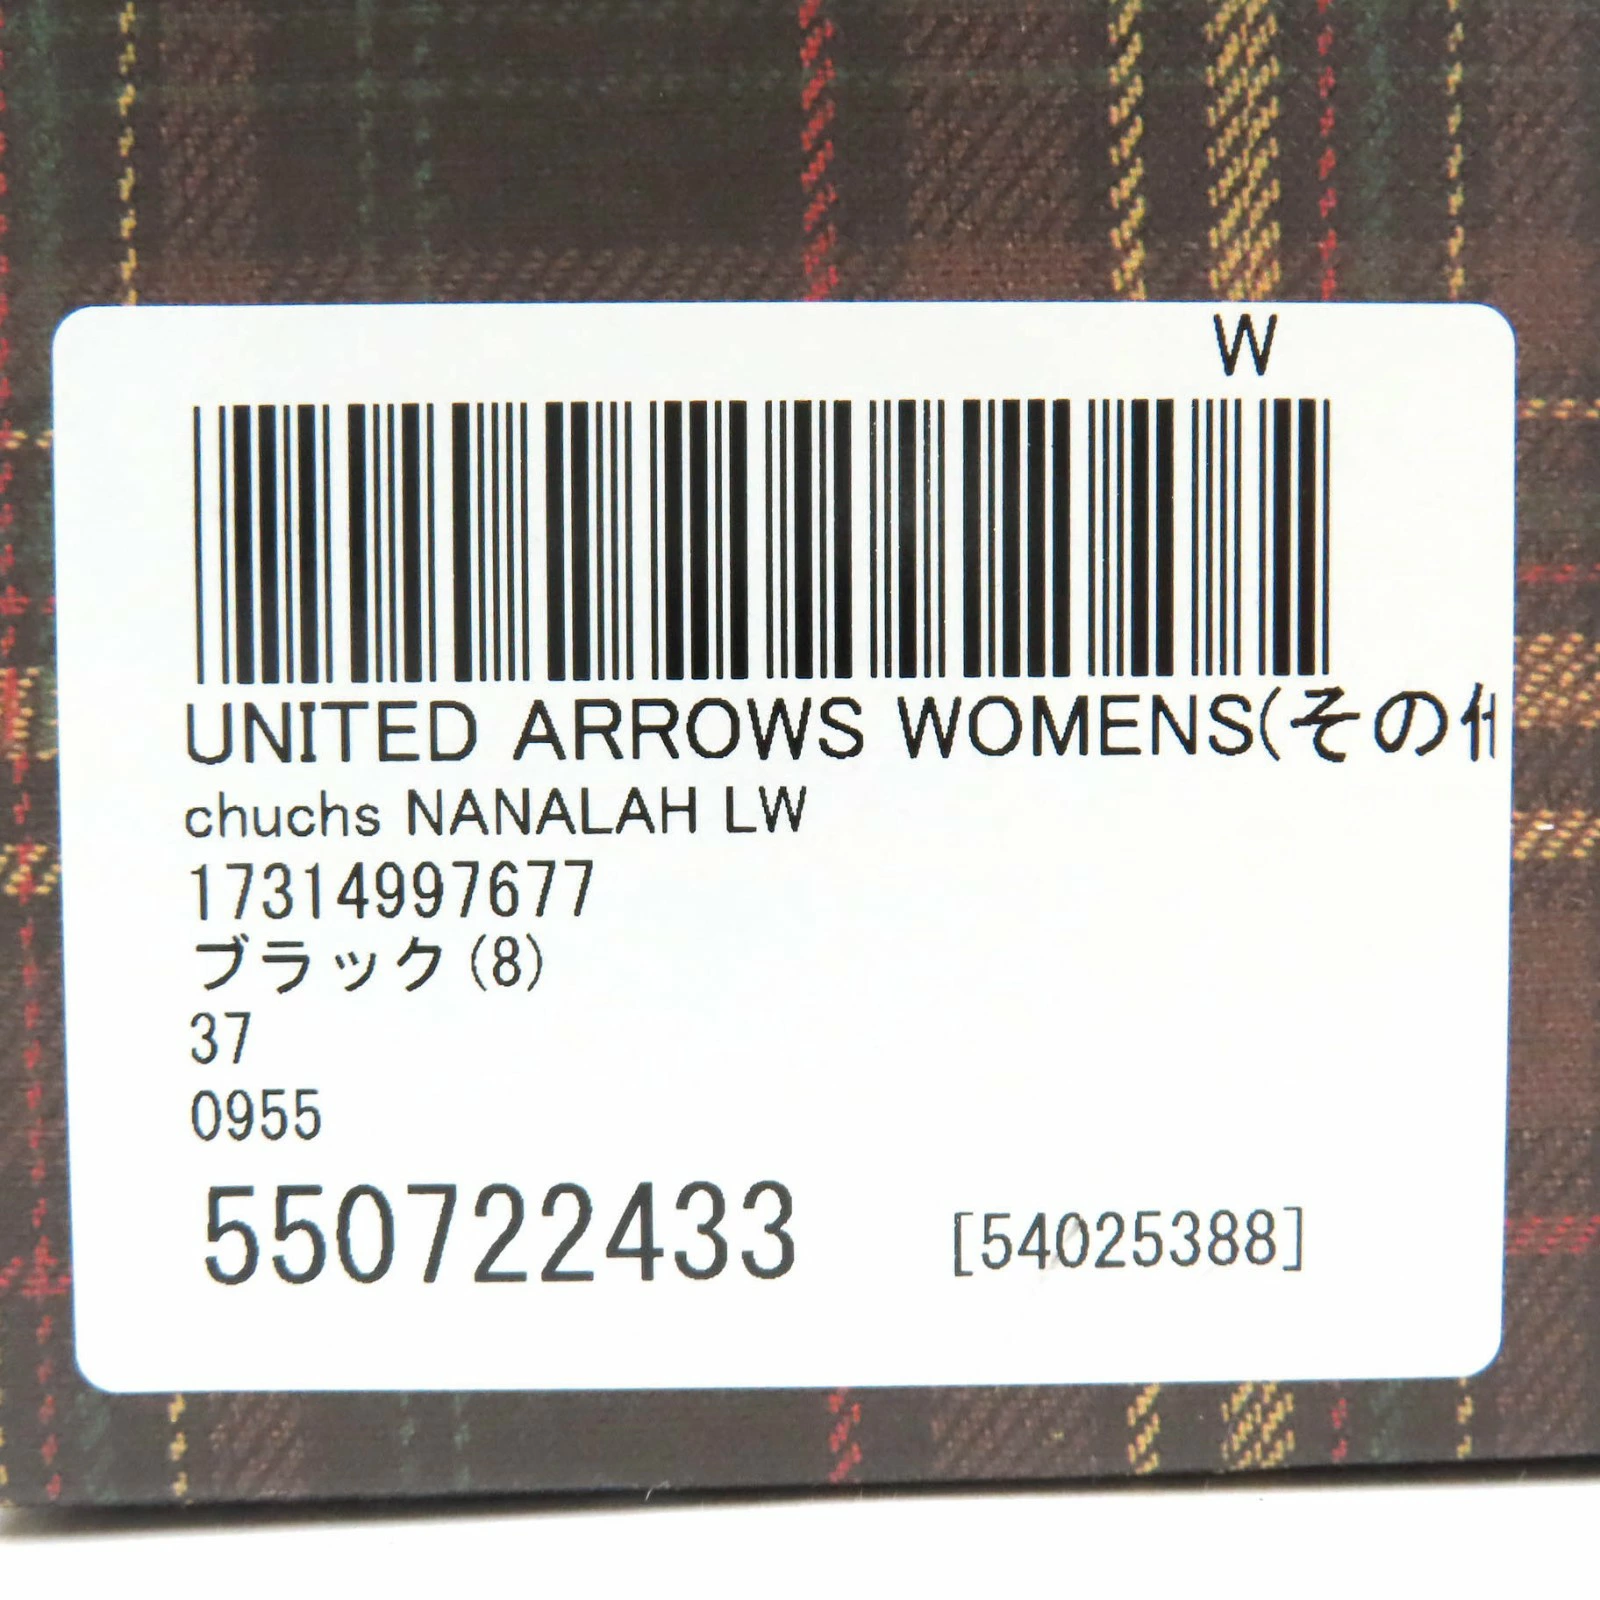 W
UNITED ARROWS WOMENS(その他
chuchs NANALAH LW
17314997677
ブラック(8)
37
0955
550722433 [54025388]